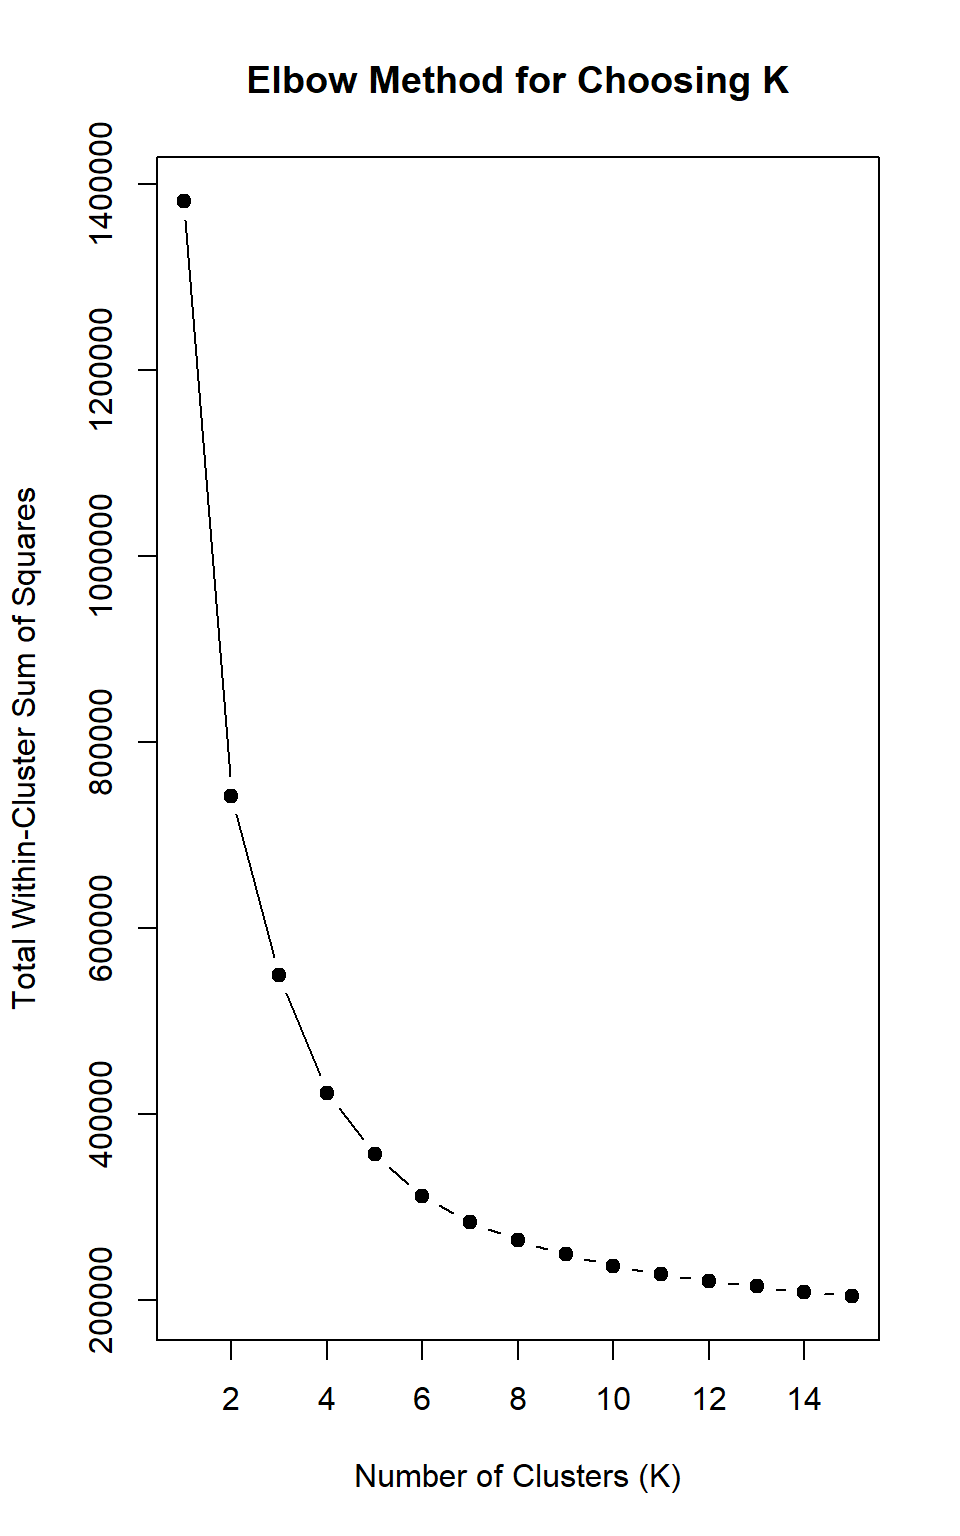 Elbow Method for Choosing K
Total Within-Cluster Sum of Squares
1400000
1200000
1000000
800000
600000
400000
200000
2 4 6 8 10 12 14
Number of Clusters (K)